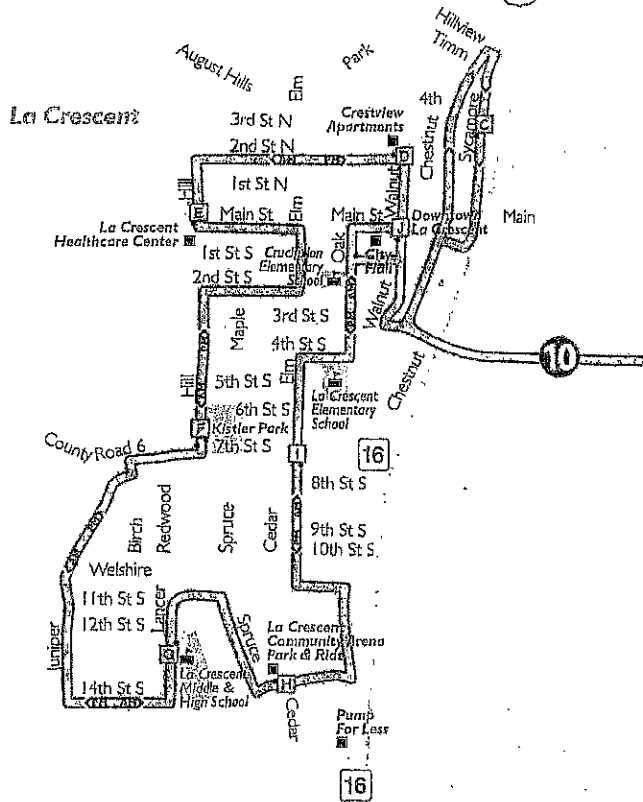 Hillview
Timm
August Hills
Elm
Park
La Crescent
3rd St N
Crestview
Apartments
4th
Chestnut
Sycamore
C
2nd St N
D
Hill
1st St N
Walnut
E
Main St
Elm
Main St
J
Downtown
La Crescent
Main
La Crescent
Healthcare Center
1st St S
Crucifixion
Elementary
School
Oak
City
Hall
2nd St S
Maple
3rd St S
Walnut
4th St S
Chestnut
10
Hill
5th St S
Elm
La Crescent
Elementary
School
6th St S
F
Kistler Park
County Road 6
7th St S
I
16
8th St S
Birch
Redwood
Spruce
Cedar
9th St S
10th St S
Welshire
11th St S
12th St S
Juniper
Lancer
Spruce
La Crescent
Community Arena
Park & Ride
G
La Crescent
Middle &
High School
H
14th St S
Cedar
Pump
For Less
16